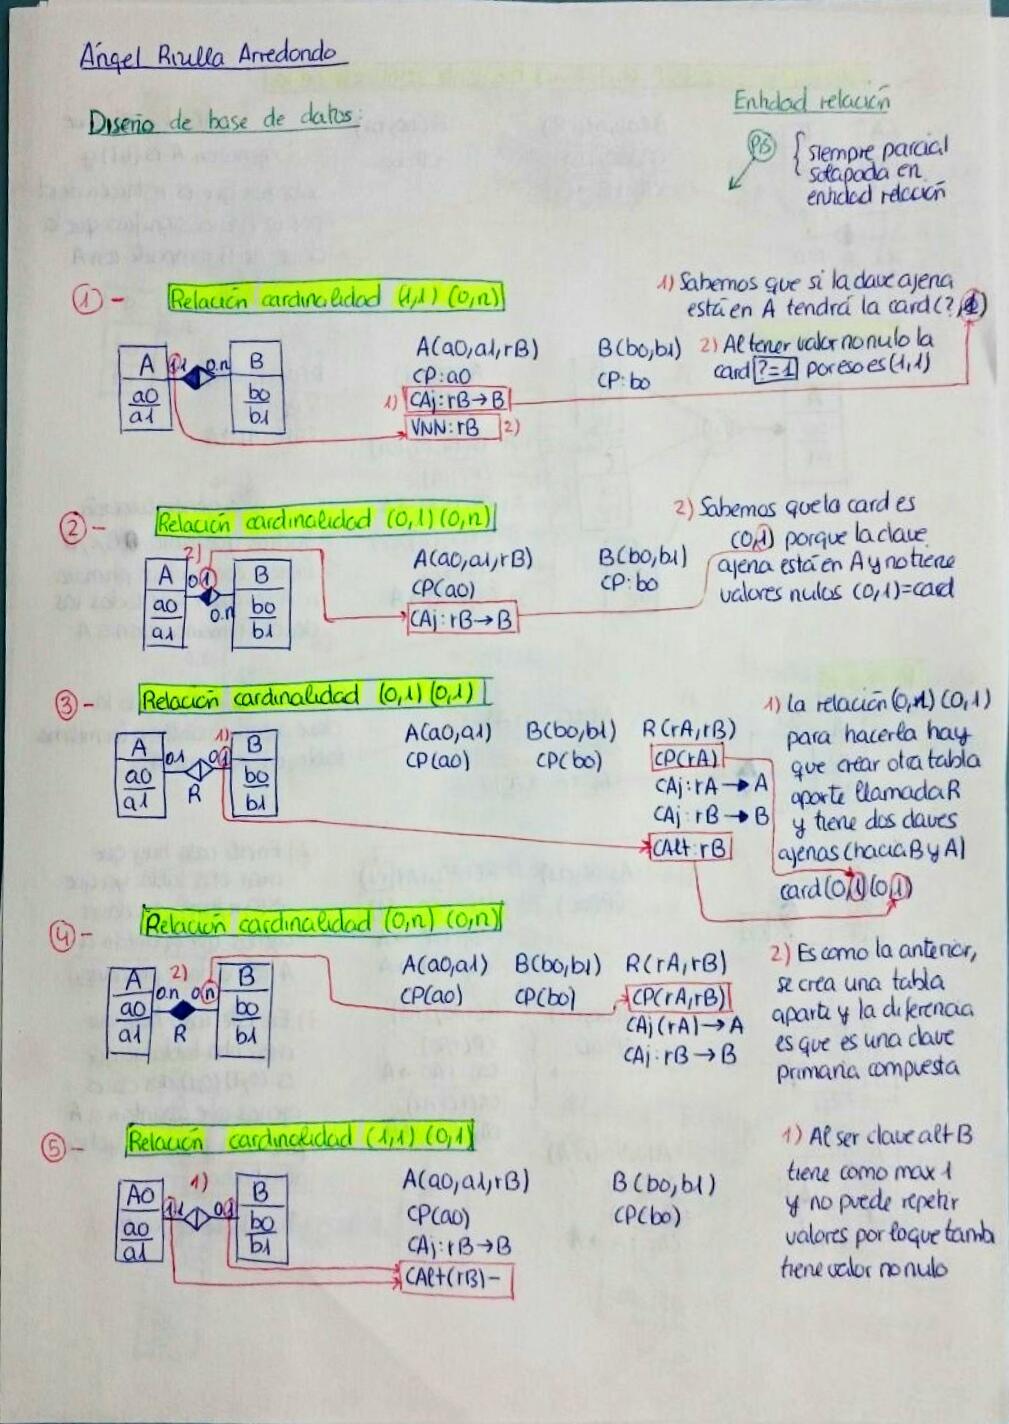 Ángel Rizulla Arredondo
Diseño de base de datos:
Entidad relación
PB
siempre parcial
solapada en
entidad relación
1 - Relación cardinalidad (1,1) (0,n)
1) Sabemos que si la clave ajena
está en A tendrá la card(?,1)
2) Al tener valor no nulo la
card ?=1 por eso es (1,1)
A
a0
a1
1.1 0.n
B
b0
b1
A(a0,a1,rB)
CP:a0
1) CAj:rB→B
VNN:rB 2)
B(b0,b1)
CP:b0
2 - Relación cardinalidad (0,1) (0,n)
2) Sabemos que la card es
(0,1) porque la clave
ajena está en A y no tiene
valores nulos (0,1)=card
2)
A
a0
a1
0.1
0.n
B
b0
b1
A(a0,a1,rB)
CP(a0)
CAj:rB→B
B(b0,b1)
CP:b0
3 - Relación cardinalidad (0,1) (0,1)
1)
A
a0
a1
0.1 0.1
R
B
b0
b1
A(a0,a1)
CP(a0)
B(b0,b1)
CP(b0)
R(rA,rB)
CP(rA)
CAj:rA→A
CAj:rB→B
CAlt:rB
1) la relación (0,1) (0,1)
para hacerla hay
que crear otra tabla
aparte llamada R
y tiene dos claves
ajenas (hacia B y A)
card(0,1)(0,1)
4 - Relación cardinalidad (0,n) (0,n)
2)
A
a0
a1
0.n 0.n
R
B
b0
b1
A(a0,a1)
CP(a0)
B(b0,b1)
CP(b0)
R(rA,rB)
CP(rA,rB)
CAj(rA)→A
CAj:rB→B
2) Es como la anterior,
se crea una tabla
aparte y la diferencia
es que es una clave
primaria compuesta
5 - Relación cardinalidad (1,1) (0,1)
1)
A0
a0
a1
1.1 0.1
B
b0
b1
A(a0,a1,rB)
CP(a0)
CAj:rB→B
CAlt(rB)-
B(b0,b1)
CP(b0)
1) Al ser clave alt B
tiene como max 1
y no puede repetir
valores por lo que tamb
tiene valor no nulo